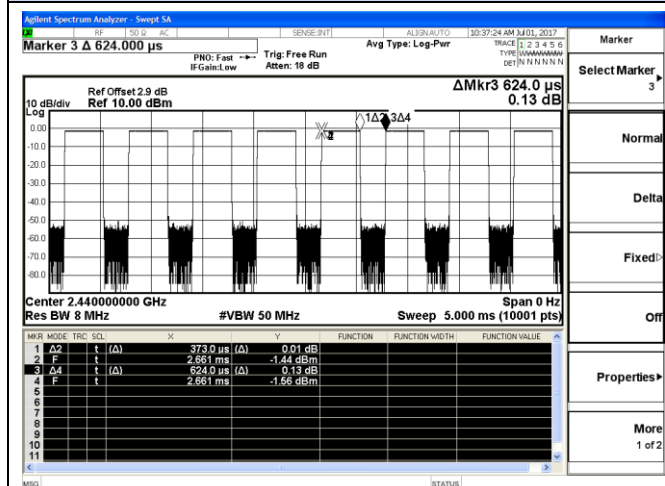 Agilent Spectrum Analyzer - Swept SA
RF 50 Ω AC SENSE:INT ALIGN AUTO 10:37:24 AM Jul 01, 2017
Marker 3 Δ 624.000 µs
PNO: Fast Trig: Free Run
IFGain:Low Atten: 18 dB
Avg Type: Log-Pwr
TRACE 1 2 3 4 5 6
TYPE WWWWWW
DET N N N N N N
Ref Offset 2.9 dB
10 dB/div Ref 10.00 dBm
ΔMkr3 624.0 µs
0.13 dB
Log
1Δ2 3Δ4
0.00
-10.0
-20.0
-30.0
-40.0
-50.0
-60.0
-70.0
-80.0
Center 2.440000000 GHz Span 0 Hz
Res BW 8 MHz #VBW 50 MHz Sweep 5.000 ms (10001 pts)
MKR MODE TRC SCL X Y FUNCTION FUNCTION WIDTH FUNCTION VALUE
1 Δ2 t (Δ) 373.0 µs (Δ) 0.01 dB
2 F t 2.661 ms -1.44 dBm
3 Δ4 t (Δ) 624.0 µs (Δ) 0.13 dB
4 F t 2.661 ms -1.56 dBm
5
6
7
8
9
10
11
MSG STATUS
Marker
Select Marker
3
Normal
Delta
Fixed
Off
Properties
More
1 of 2